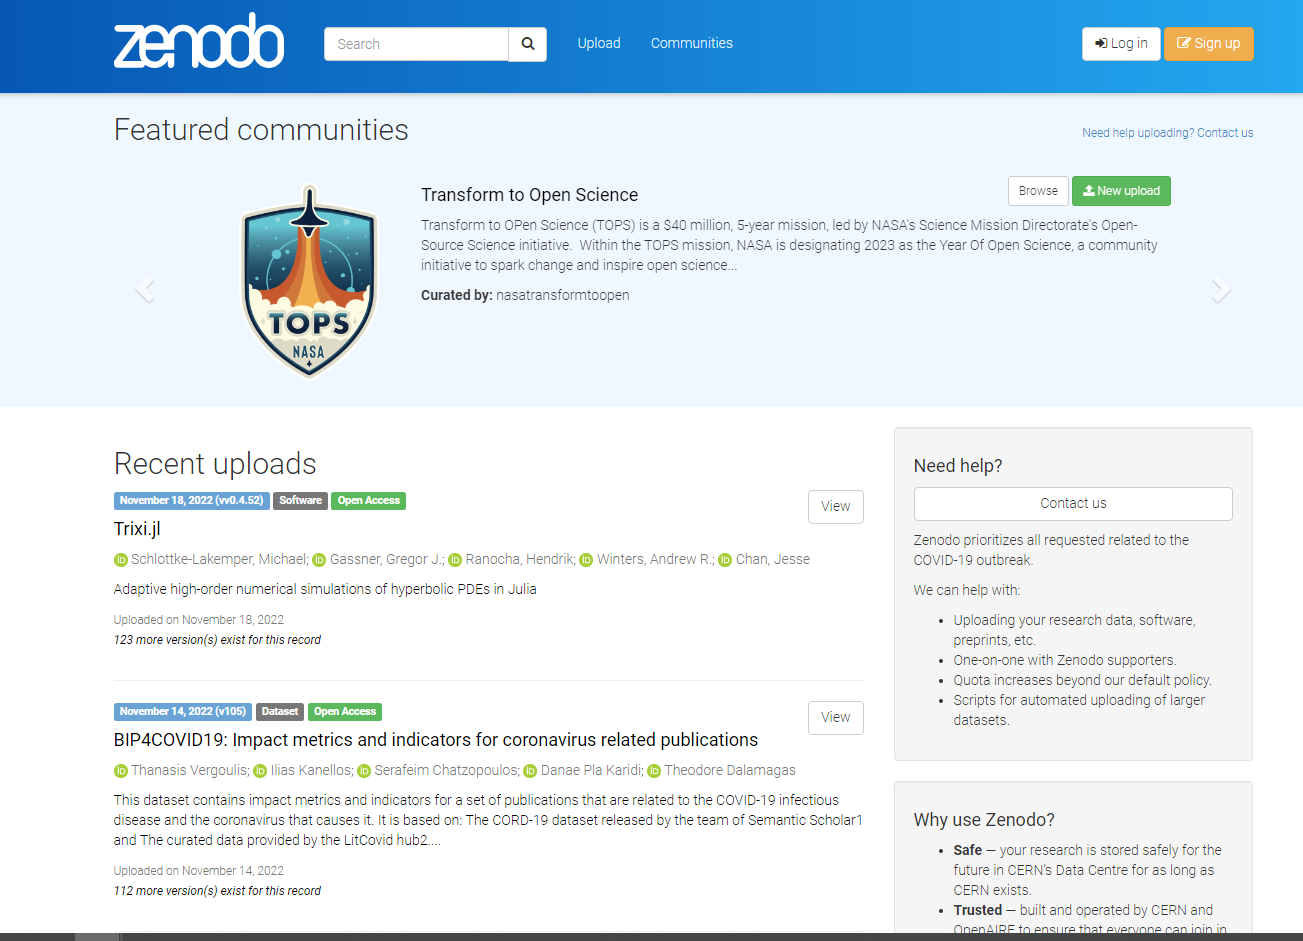 zenodo
Search
Upload
Communities
Log in
Sign up
Featured communities
Need help uploading? Contact us
TOPS
NASA
Transform to Open Science
Browse
New upload
Transform to OPen Science (TOPS) is a $40 million, 5-year mission, led by NASA's Science Mission Directorate's Open-
Source Science initiative.  Within the TOPS mission, NASA is designating 2023 as the Year Of Open Science, a community
initiative to spark change and inspire open science...
Curated by: nasatransformtoopen
Recent uploads
November 18, 2022 (vv0.4.52) Software Open Access
View
Trixi.jl
iD Schlottke-Lakemper, Michael; iD Gassner, Gregor J.; iD Ranocha, Hendrik; iD Winters, Andrew R.; iD Chan, Jesse
Adaptive high-order numerical simulations of hyperbolic PDEs in Julia
Uploaded on November 18, 2022
123 more version(s) exist for this record
November 14, 2022 (v105) Dataset Open Access
View
BIP4COVID19: Impact metrics and indicators for coronavirus related publications
iD Thanasis Vergoulis; iD Ilias Kanellos; iD Serafeim Chatzopoulos; iD Danae Pla Karidi; iD Theodore Dalamagas
This dataset contains impact metrics and indicators for a set of publications that are related to the COVID-19 infectious
disease and the coronavirus that causes it. It is based on: The CORD-19 dataset released by the team of Semantic Scholar1
and The curated data provided by the LitCovid hub2....
Uploaded on November 14, 2022
112 more version(s) exist for this record
Need help?
Contact us
Zenodo prioritizes all requested related to the
COVID-19 outbreak.
We can help with:
• Uploading your research data, software,
preprints, etc.
• One-on-one with Zenodo supporters.
• Quota increases beyond our default policy.
• Scripts for automated uploading of larger
datasets.
Why use Zenodo?
• Safe — your research is stored safely for the
future in CERN's Data Centre for as long as
CERN exists.
• Trusted — built and operated by CERN and
OpenAIRE to ensure that everyone can join in